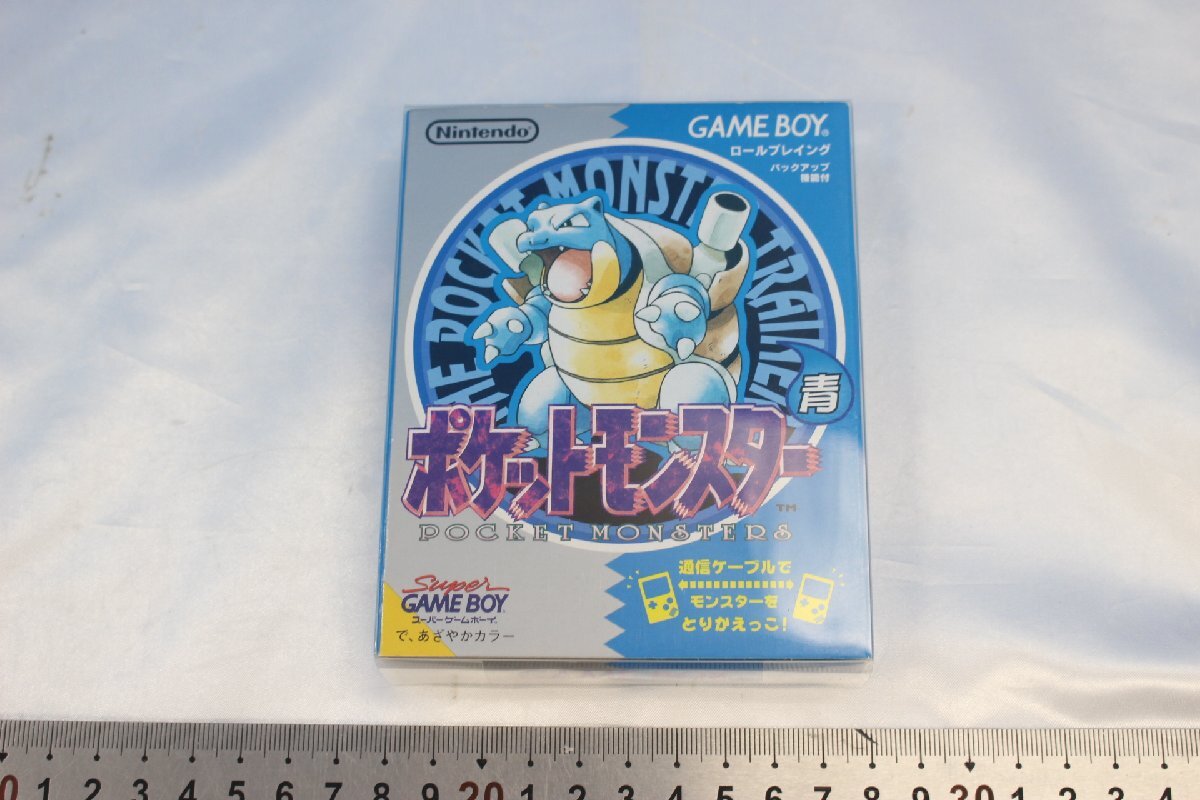 Nintendo®
GAME BOY®
ロールプレイング
バックアップ
機能付
THE POCKET MONSTER TRAINER
青
ポケットモンスター
TM
POCKET MONSTERS
通信ケーブルで
モンスターを
とりかえっこ!
Super
GAME BOY
スーパーゲームボーイ
で、あざやかカラー
0 1 2 3 4 5 6 7 8 9 20 1 2 3 4 5 6 7 8 9 30 1 2 3 4